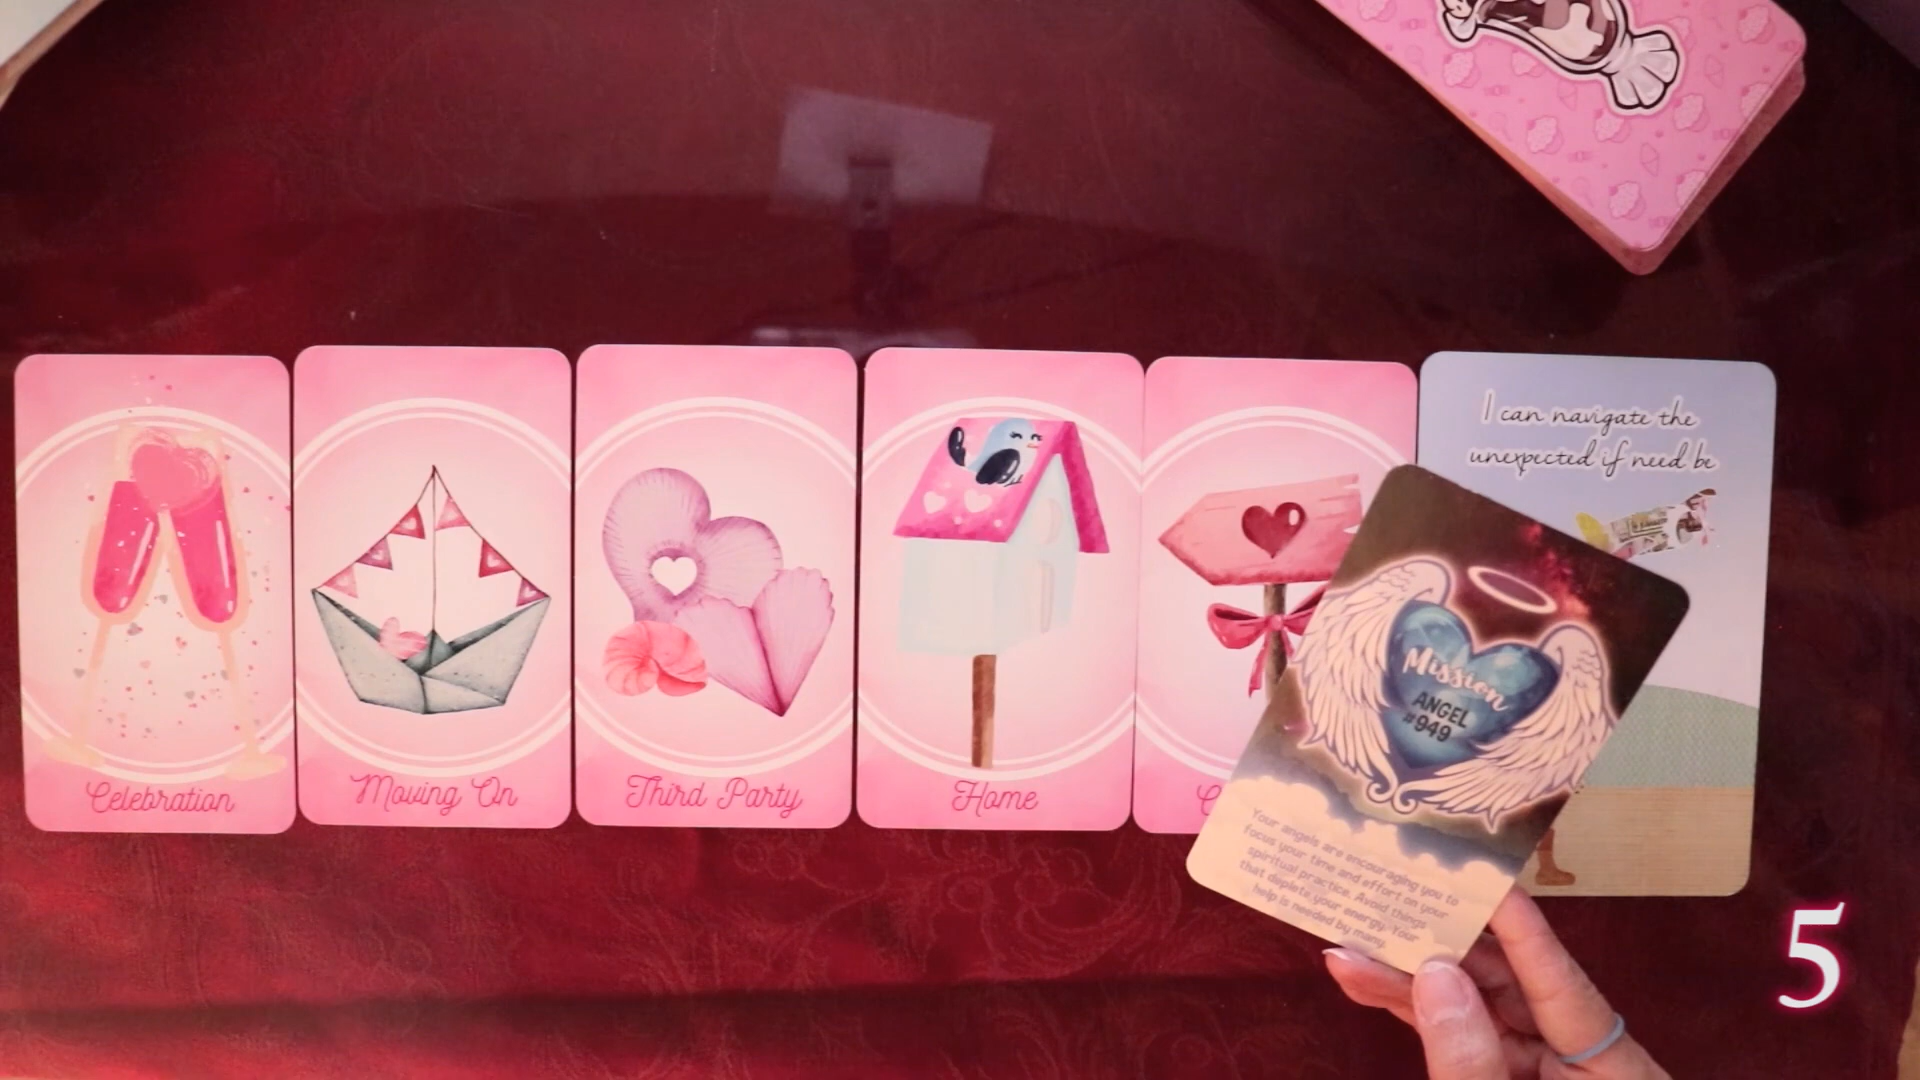 Celebration
Moving On
Third Party
Home
I can navigate the
unexpected if need be
Mission
ANGEL
#949
Your angels are encouraging you to
focus your time and effort on your
spiritual practice. Avoid things
that deplete your energy. Your
help is needed by many.
5